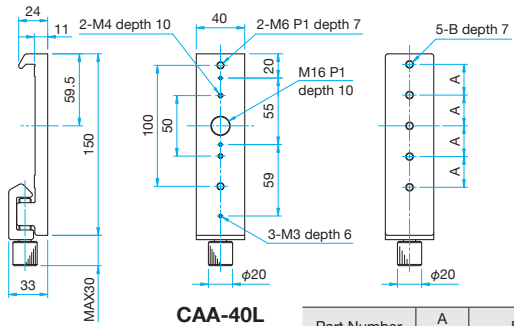 24
11
59.5
150
33
MAX30
2-M4 depth 10
40
2-M6 P1 depth 7
20
M16 P1
depth 10
55
100
50
59
3-M3 depth 6
φ20
CAA-40L
5-B depth 7
A
A
A
A
φ20
Part Number
A